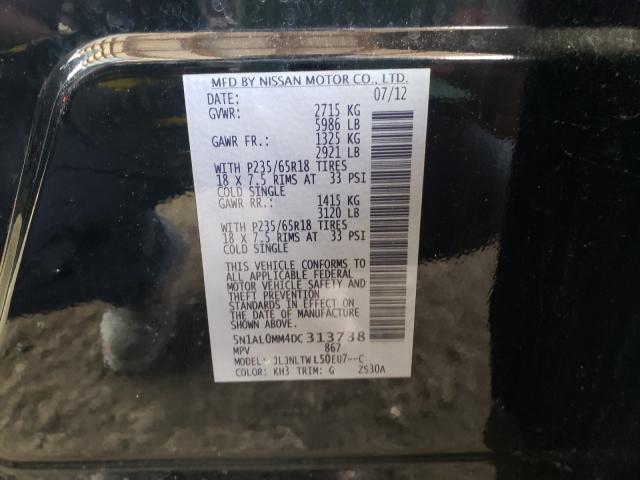 MFD BY NISSAN MOTOR CO., LTD.
DATE: 07/12
GVWR: 2715 KG
5986 LB
GAWR FR.: 1325 KG
2921 LB
WITH P235/65R18 TIRES
18 X 7.5 RIMS AT 33 PSI
COLD SINGLE
GAWR RR.: 1415 KG
3120 LB
WITH P235/65R18 TIRES
18 X 7.5 RIMS AT 33 PSI
COLD SINGLE
THIS VEHICLE CONFORMS TO
ALL APPLICABLE FEDERAL
MOTOR VEHICLE SAFETY AND
THEFT PREVENTION
STANDARDS IN EFFECT ON
THE DATE OF MANUFACTURE
SHOWN ABOVE.
5N1AL0MM4DC313738
MPV 867
MODEL: JLJNLTWL50EU7--C
COLOR: KH3 TRIM: G ZS30A